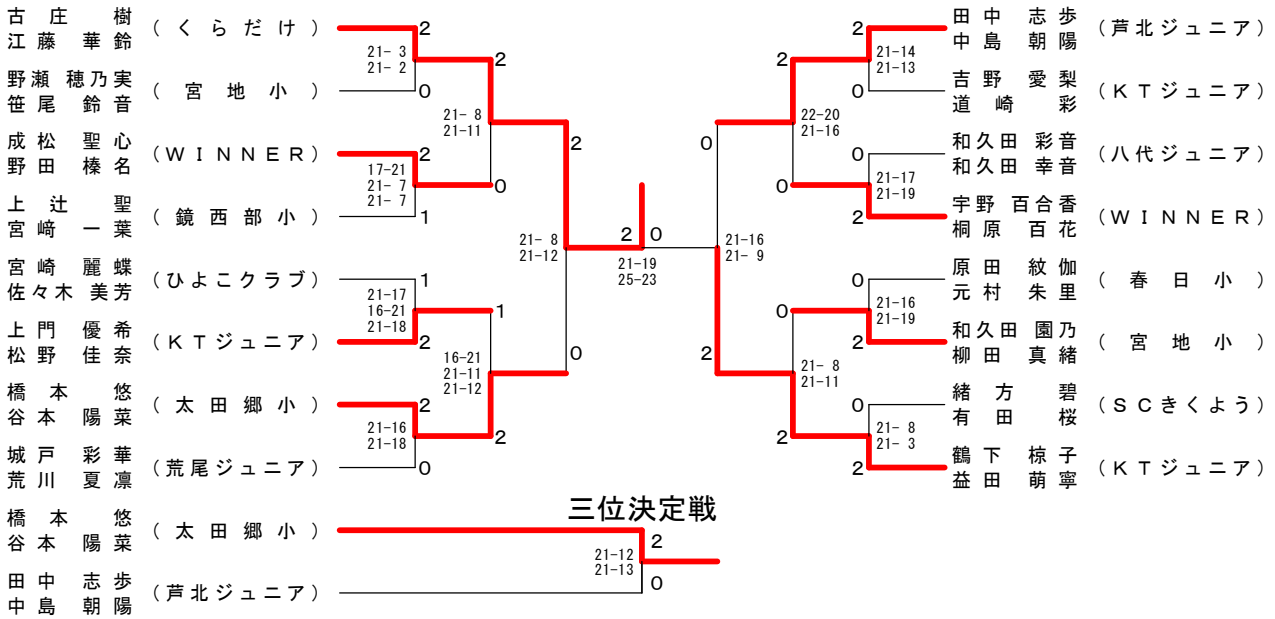 古庄 樹
江藤 華鈴
(くらだけ)
2
21- 3
21- 2
野瀬 穂乃実
笹尾 鈴音
(宮地小)
0
2
21- 8
21-11
成松 聖心
野田 榛名
(WINNER)
2
17-21
21- 7
21- 7
0
上辻 聖
宮﨑 一葉
(鏡西部小)
1
2
21- 8
21-12
宮崎 麗蝶
佐々木 美芳
(ひよこクラブ)
1
21-17
16-21
21-18
上門 優希
松野 佳奈
(KTジュニア)
2
1
16-21
21-11
21-12
0
橋本 悠
谷本 陽菜
(太田郷小)
2
21-16
21-18
2
城戸 彩華
荒川 夏凛
(荒尾ジュニア)
0
2 0
21-19
25-23
田中 志歩
中島 朝陽
(芦北ジュニア)
2
21-14
21-13
吉野 愛梨
道崎 彩
(KTジュニア)
0
2
22-20
21-16
和久田 彩音
和久田 幸音
(八代ジュニア)
0
21-17
21-19
0
宇野 百合香
桐原 百花
(WINNER)
2
0
21-16
21- 9
原田 紋伽
元村 朱里
(春日小)
0
21-16
21-19
和久田 園乃
柳田 真緒
(宮地小)
2
0
21- 8
21-11
2
緒方 碧
有田 桜
(SCきくよう)
0
21- 8
21- 3
2
鶴下 椋子
益田 萌寧
(KTジュニア)
2
三位決定戦
橋本 悠
谷本 陽菜
(太田郷小)
2
21-12
21-13
田中 志歩
中島 朝陽
(芦北ジュニア)
0